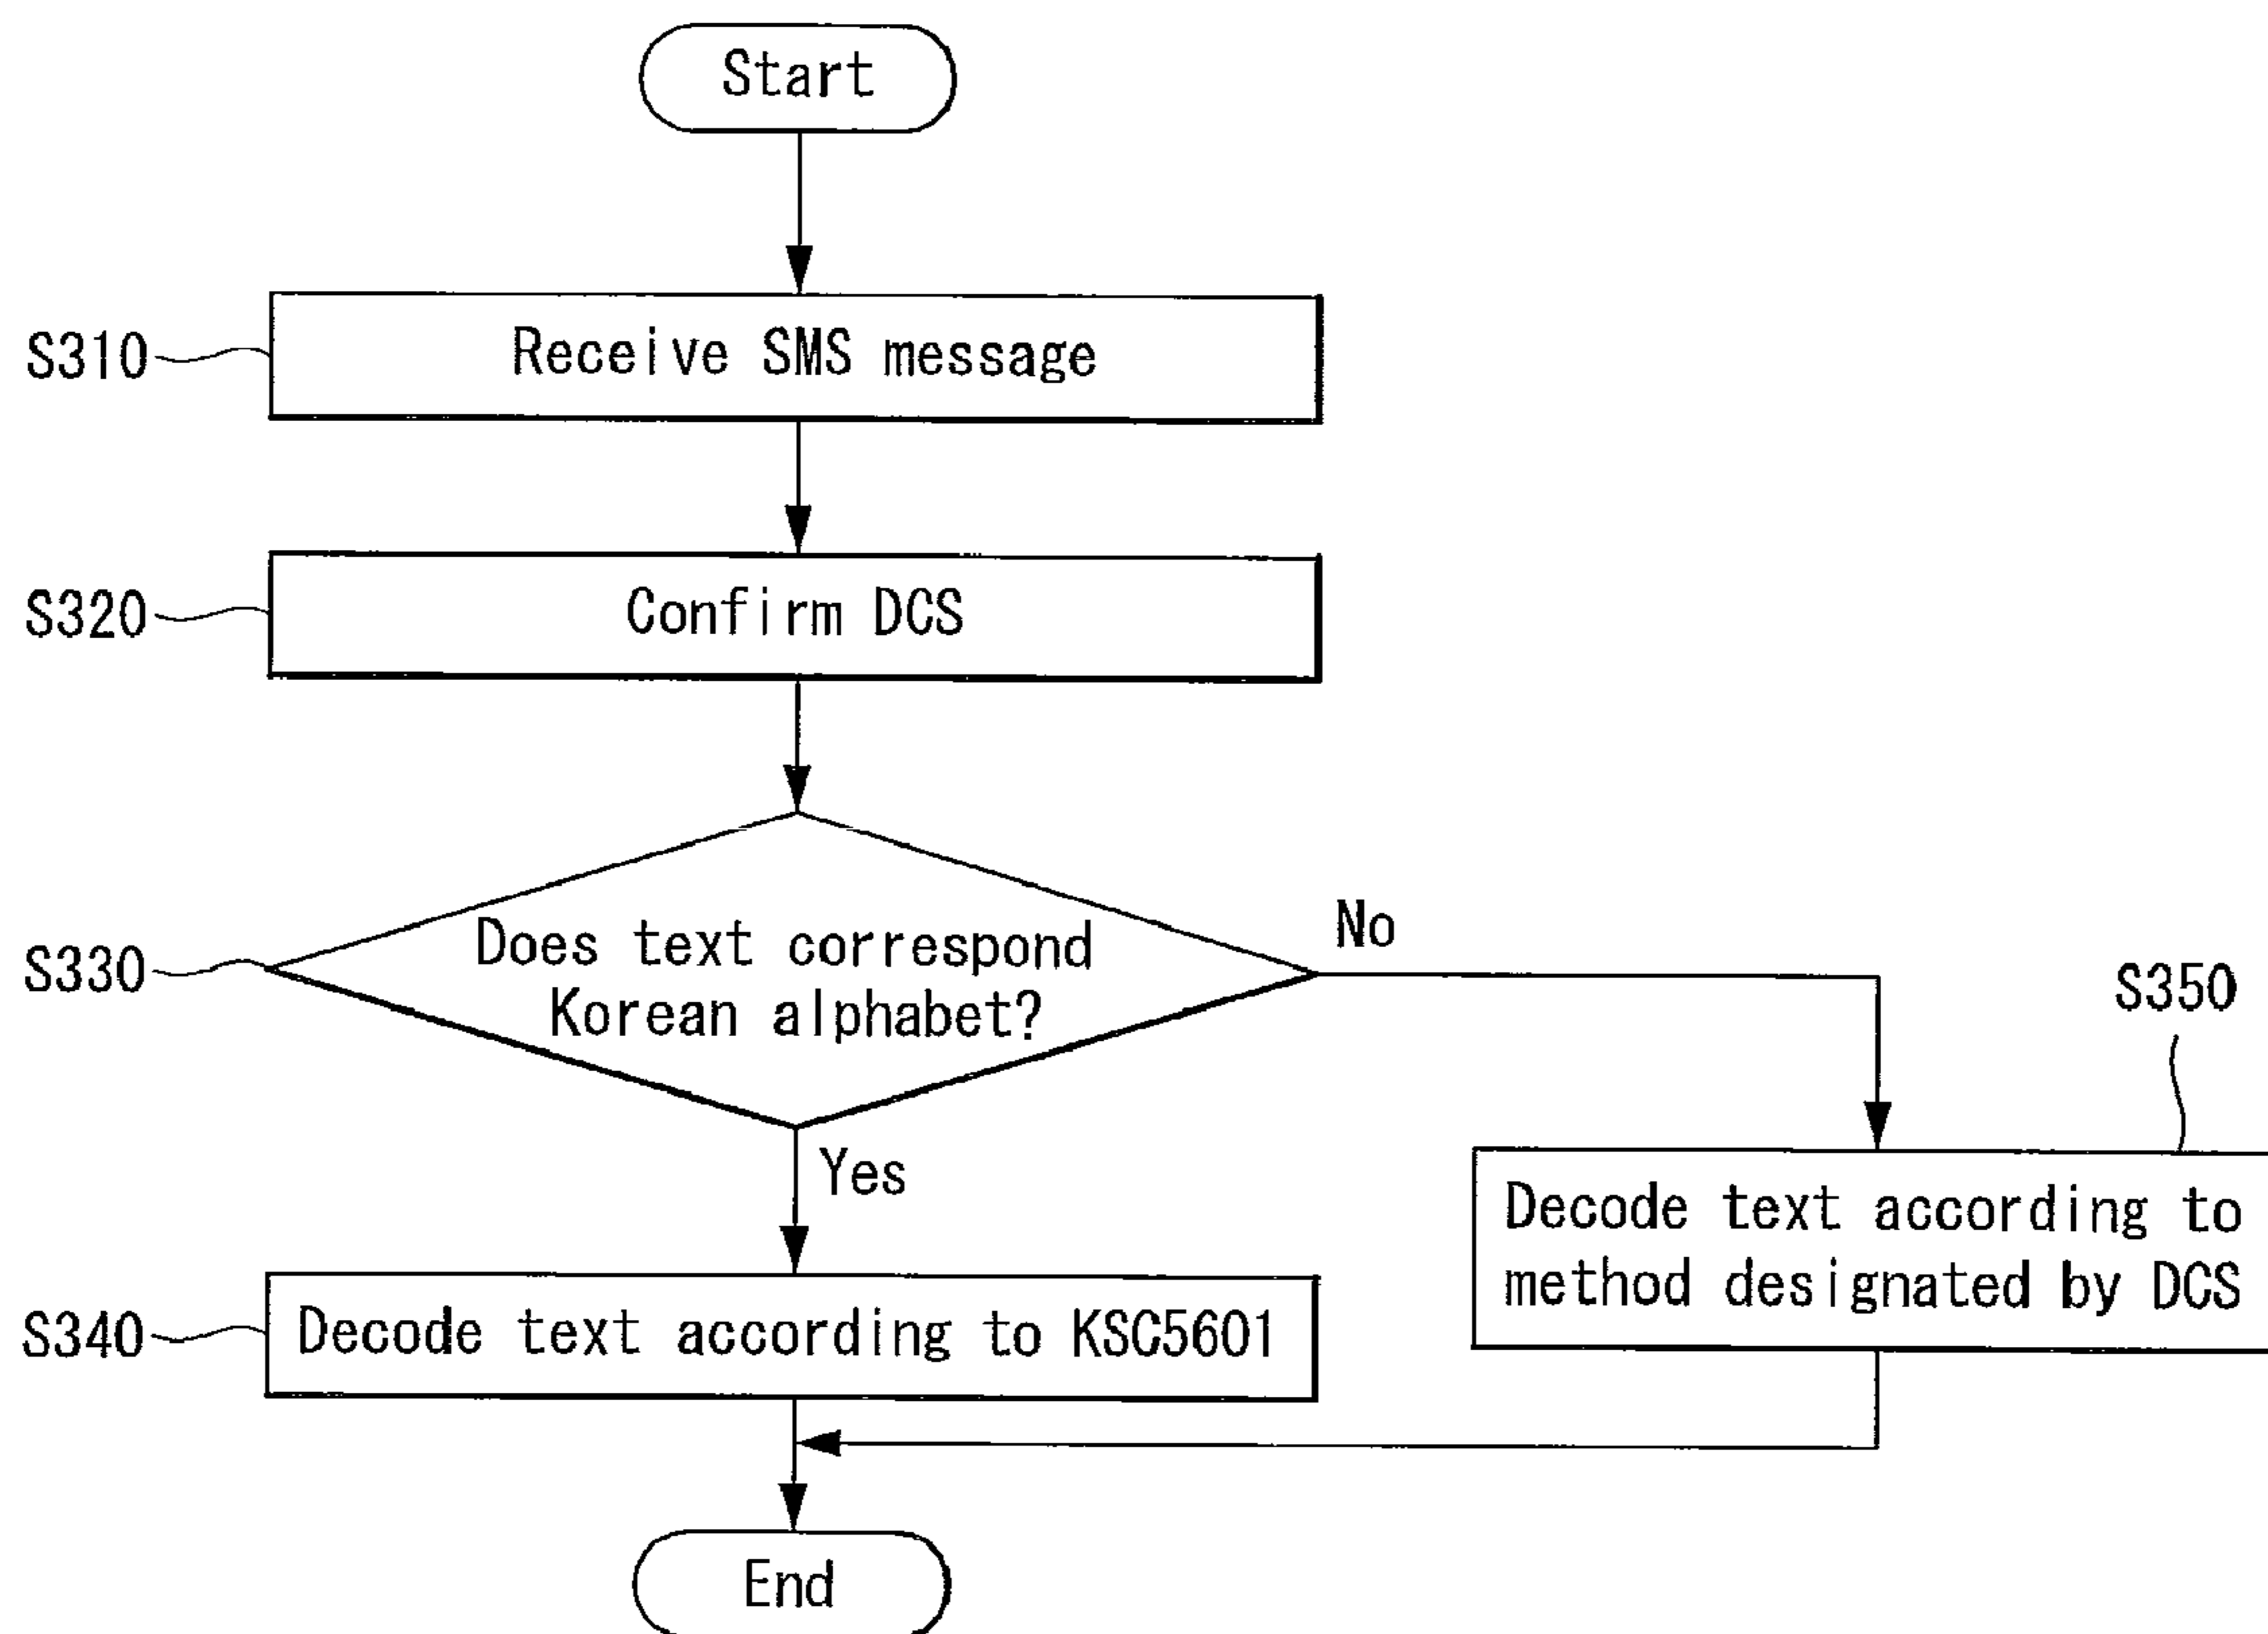 Start
S310
Receive SMS message
S320
Confirm DCS
S330
Does text correspond
Korean alphabet?
No
Yes
S350
Decode text according to
method designated by DCS
S340
Decode text according to KSC5601
End